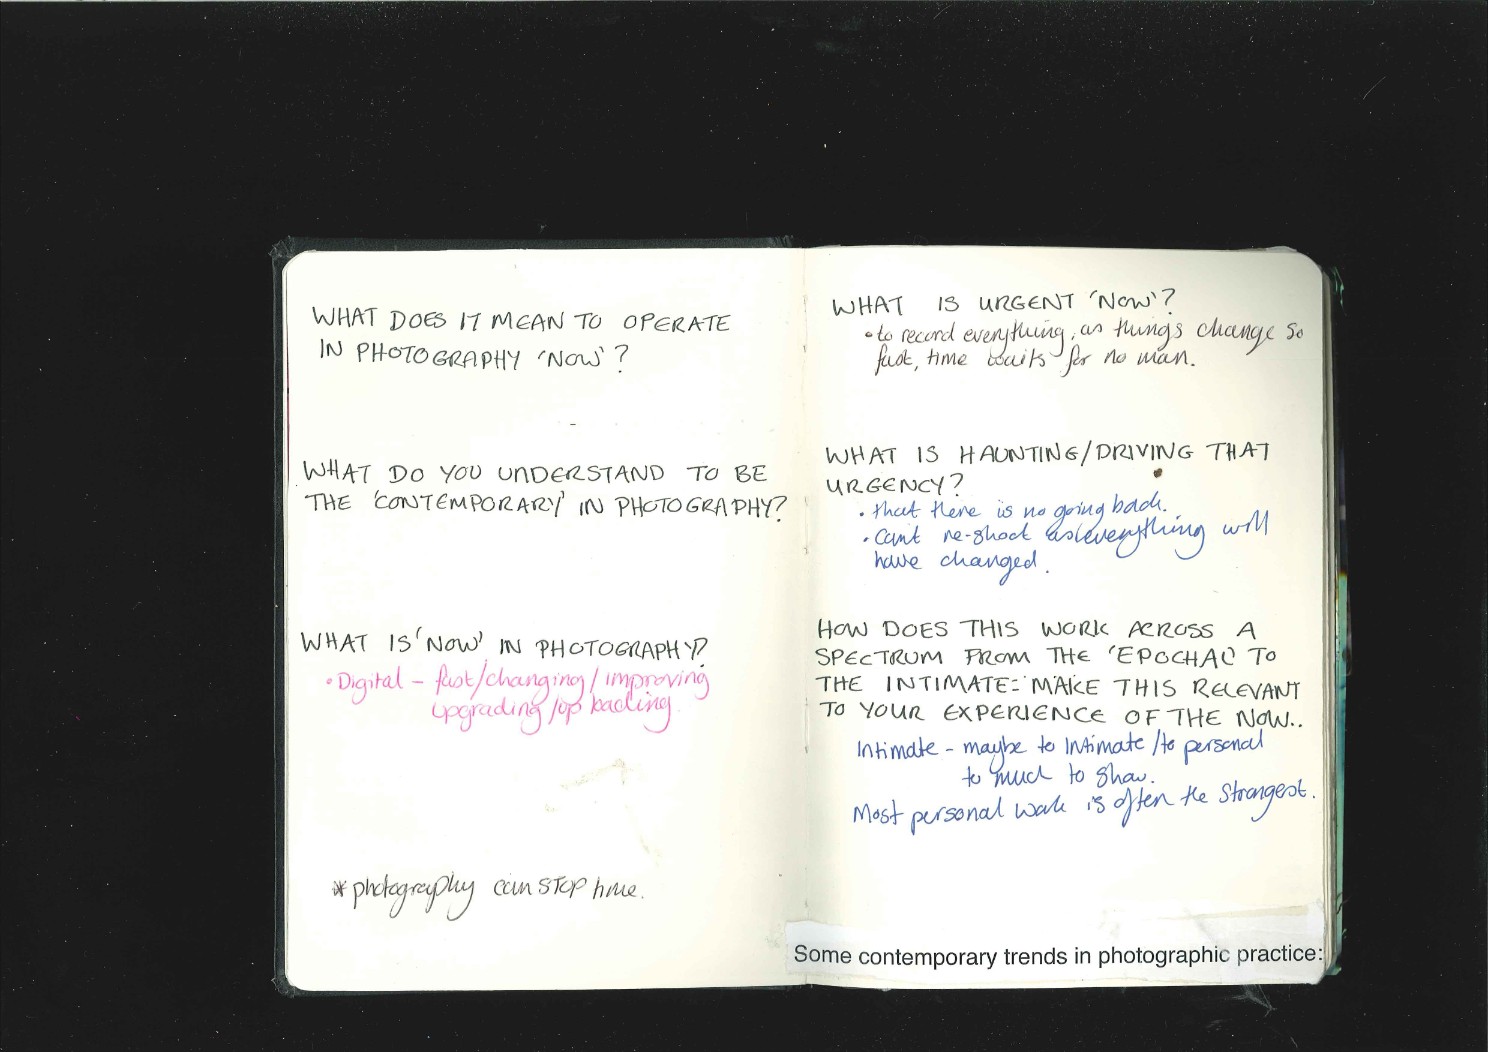 WHAT DOES IT MEAN TO OPERATE
IN PHOTOGRAPHY 'NOW'?
WHAT DO YOU UNDERSTAND TO BE
THE 'CONTEMPORARY' IN PHOTOGRAPHY?
WHAT IS 'NOW' IN PHOTOGRAPHY?
• Digital - fast/changing/improving
upgrading/up backing.
* photography can STOP time.
WHAT IS URGENT 'NOW'?
• to record everything, as things change so
fast, time waits for no man.
WHAT IS HAUNTING/DRIVING THAT
URGENCY?
• that there is no going back.
• Can't re-shoot as everything will
have changed.
HOW DOES THIS WORK ACROSS A
SPECTRUM FROM THE 'EPOCHAL' TO
THE INTIMATE: MAKE THIS RELEVANT
TO YOUR EXPERIENCE OF THE NOW..
Intimate - maybe to Intimate/to personal
to much to show.
Most personal work is often the strongest.
Some contemporary trends in photographic practice: